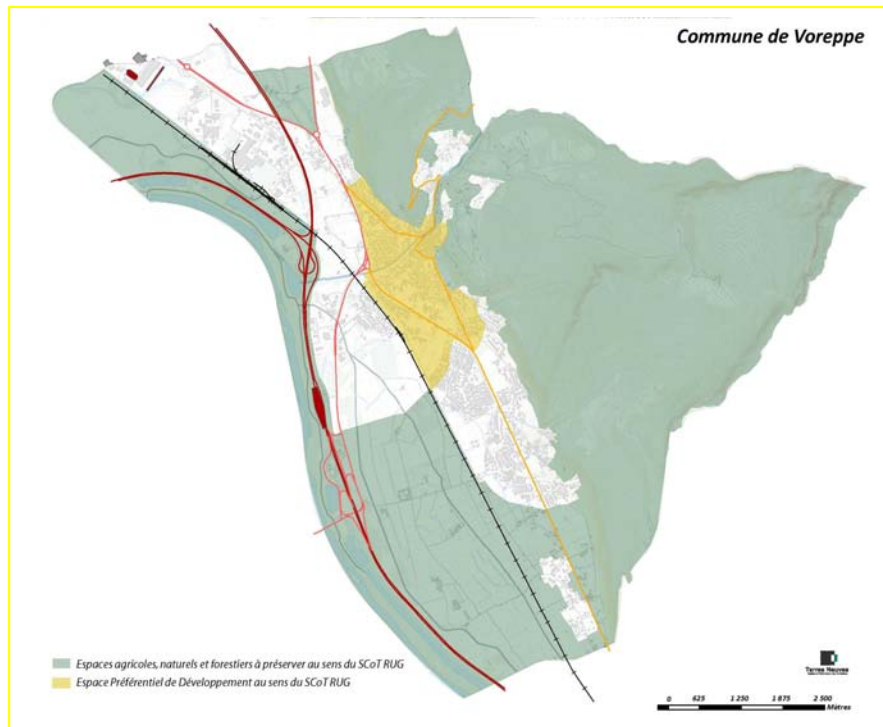 Commune de Voreppe
Espaces agricoles, naturels et forestiers à préserver au sens du SCoT RUG
Espace Préférentiel de Développement au sens du SCoT RUG
Terres Neuves
0 625 1 250 1 875 2 500
Mètres